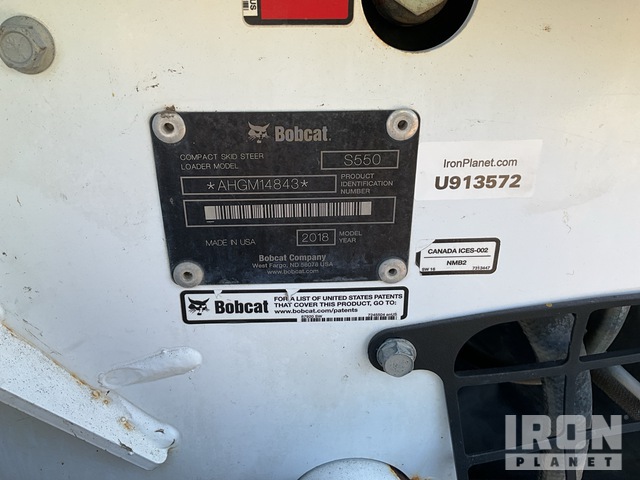 Bobcat
COMPACT SKID STEER
LOADER MODEL
S550
*AHGM14843*
PRODUCT
IDENTIFICATION
NUMBER
MADE IN USA
2018
MODEL
YEAR
Bobcat Company
West Fargo, ND 58078 USA
www.bobcat.com
IronPlanet.com
U913572
CANADA ICES-002
NMB2
Bobcat
FOR A LIST OF UNITED STATES PATENTS
THAT COVER THIS PRODUCT, GO TO:
www.bobcat.com/patents
IRON
PLANET